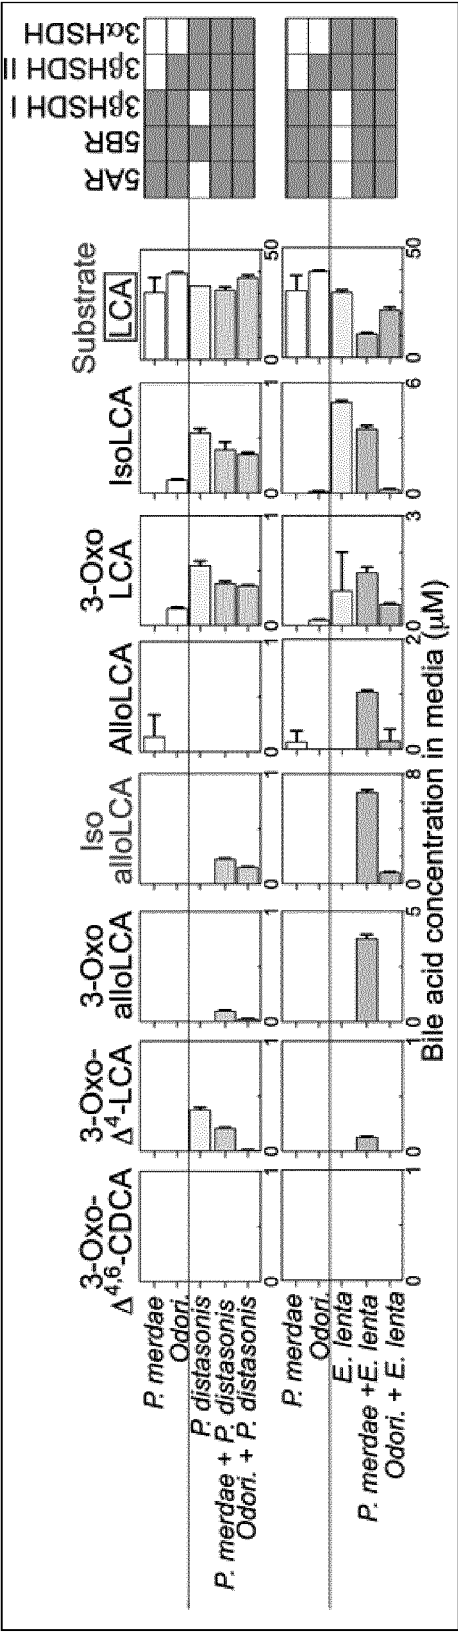 3-Oxo-
Δ4,6-CDCA
3-Oxo-
Δ4-LCA
3-Oxo
alloLCA
Iso
alloLCA
AlloLCA
3-Oxo
LCA
IsoLCA
Substrate
LCA
5AR
5BR
3βHSDH I
3βHSDH II
3αHSDH
P. merdae
Odori.
P. distasonis
P. merdae + P. distasonis
Odori. + P. distasonis
0 1 0 1 0 1 0 1 0 1 0 1 0 50
P. merdae
Odori.
E. lenta
P. merdae +E. lenta
Odori. + E. lenta
0 1 0 1 0 5 0 8 0 2 0 3 0 6 0 50
Bile acid concentration in media (μM)